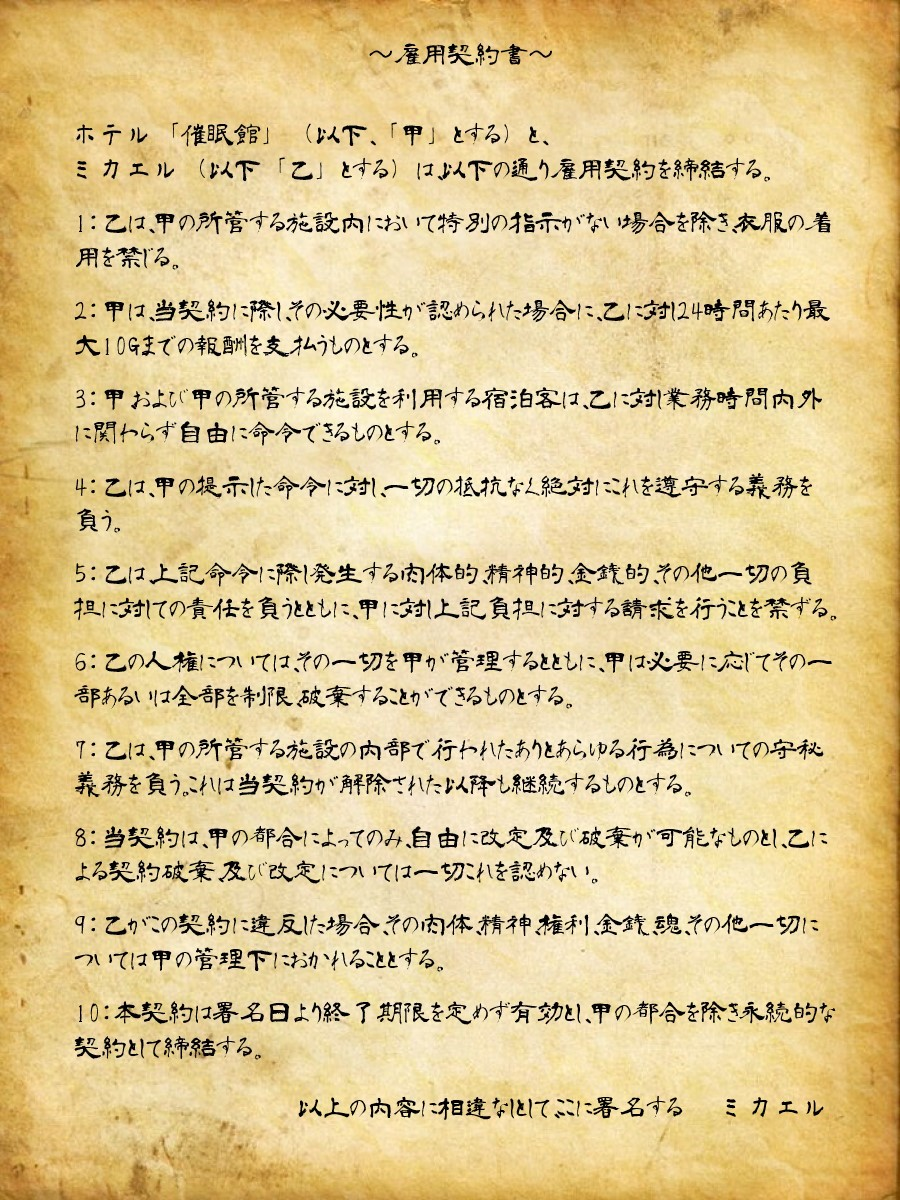 ～雇用契約書～
ホテル 「催眠館」 （以下、「甲」とする）と、
ミカエル （以下 「乙」とする） は、以下の通り雇用契約を締結する。
1：乙は、甲の所管する施設内において特別の指示がない場合を除き、衣服の着
用を禁じる。
2：甲は、当契約に際し、その必要性が認められた場合に、乙に対し24時間あたり最
大10Gまでの報酬を支払うものとする。
3：甲および甲の所管する施設を利用する宿泊客は、乙に対し業務時間内外
に関わらず自由に命令できるものとする。
4：乙は、甲の提示した命令に対し、一切の抵抗なく絶対にこれを遵守する義務を
負う。
5：乙は上記命令に際し発生する肉体的、精神的、金銭的、その他一切の負
担に対しての責任を負うとともに、甲に対し上記負担に対する請求を行うことを禁ずる。
6：乙の人権については、その一切を甲が管理するとともに、甲は必要に応じてその一
部あるいは全部を制限、破棄することができるものとする。
7：乙は、甲の所管する施設の内部で行われたありとあらゆる行為についての守秘
義務を負う。これは当契約が解除された以降も継続するものとする。
8：当契約は、甲の都合によってのみ、自由に改定及び破棄が可能なものとし、乙に
よる契約破棄、及び改定については一切これを認めない。
9：乙がこの契約に違反した場合、その肉体、精神、権利、金銭、魂、その他一切に
ついては甲の管理下におかれることとする。
10：本契約は署名日より終了期限を定めず有効とし、甲の都合を除き永続的な
契約として締結する。
以上の内容に相違なしとして、ここに署名する ミカエル